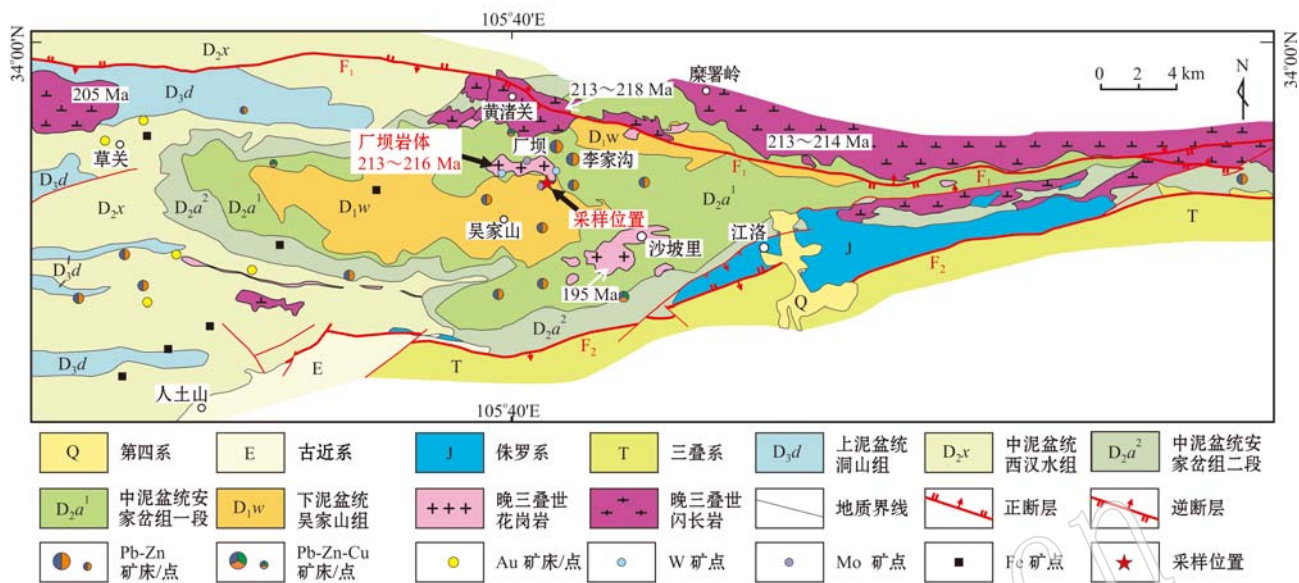 105°40′E
34°00′N
34°00′N
D₂x
F₁
糜署岭
0 2 4 km
N
205 Ma
D₃d
213～218 Ma
黄渚关
厂坝岩体
213～216 Ma
厂坝
D₁w
李家沟
213～214 Ma
草关
F₁
F₁
D₃d
D₂x
D₂a²
D₂a¹
D₁w
D₂a¹
采样位置
吴家山
沙坡里
江洛
J
T
D₃d¹
195 Ma
F₂
Q
D₂a²
F₂
D₃d
E
T
人土山
105°40′E
Q 第四系
E 古近系
J 侏罗系
T 三叠系
D₃d 上泥盆统
洞山组
D₂x 中泥盆统
西汉水组
D₂a² 中泥盆统安
家岔组二段
D₂a¹ 中泥盆统安
家岔组一段
D₁w 下泥盆统
吴家山组
晚三叠世
花岗岩
晚三叠世
闪长岩
地质界线
正断层
逆断层
Pb-Zn
矿床/点
Pb-Zn-Cu
矿床/点
Au 矿床/点
W 矿点
Mo 矿点
Fe 矿点
采样位置